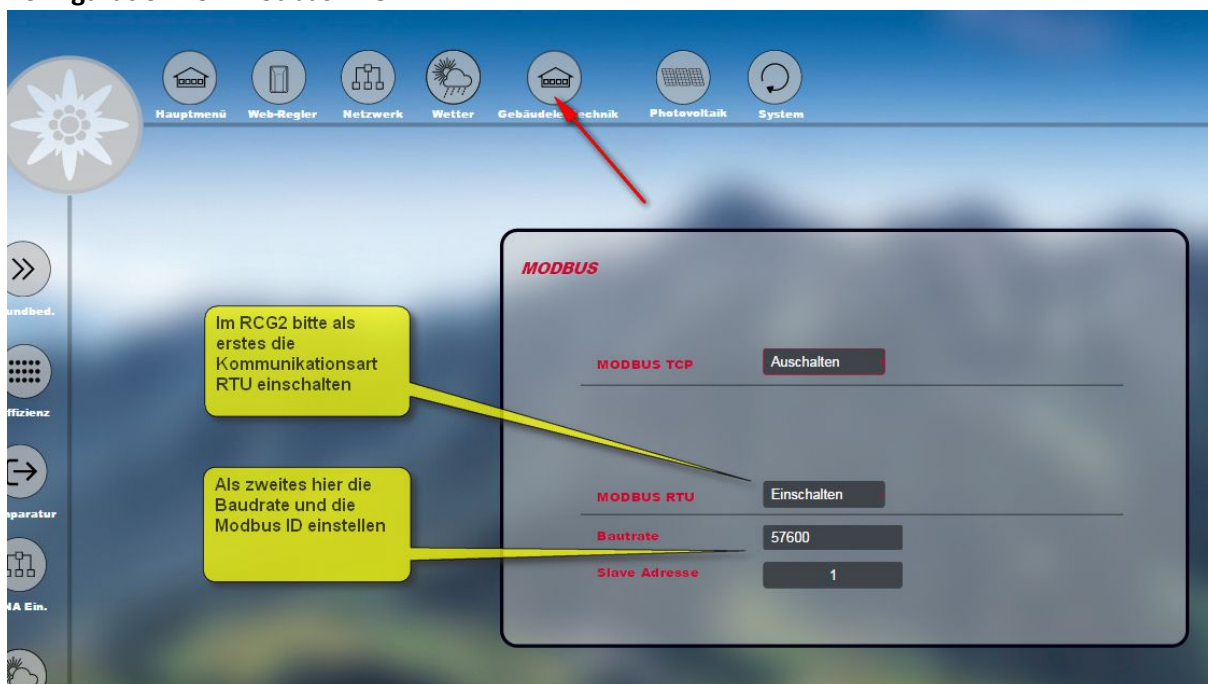 Hauptmenü Web-Regler Netzwerk Wetter Photovoltaik System
MODBUS
Im RCG2 bitte als
erstes die
Kommunikationsart
RTU einschalten
MODBUS TCP Auschalten
Als zweites hier die
Baudrate und die
Modbus ID einstellen
MODBUS RTU Einschalten
Bautrate 57600
Slave Adresse 1
Ein.